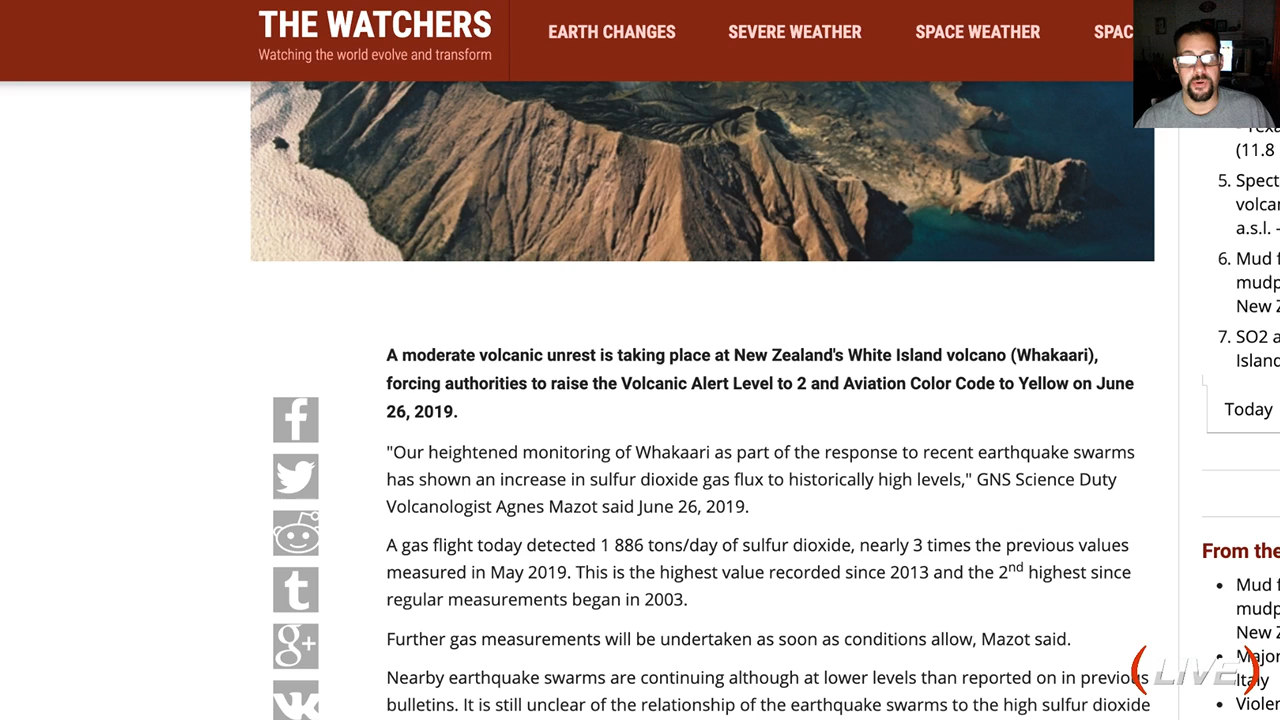 THE WATCHERS
Watching the world evolve and transform
EARTH CHANGES
SEVERE WEATHER
SPACE WEATHER
(11.8
5.
a.s.l. -
6. Mud
New
7. SO2
Today
A moderate volcanic unrest is taking place at New Zealand's White Island volcano (Whakaari),
forcing authorities to raise the Volcanic Alert Level to 2 and Aviation Color Code to Yellow on June
26, 2019.
"Our heightened monitoring of Whakaari as part of the response to recent earthquake swarms
has shown an increase in sulfur dioxide gas flux to historically high levels," GNS Science Duty
Volcanologist Agnes Mazot said June 26, 2019.
A gas flight today detected 1 886 tons/day of sulfur dioxide, nearly 3 times the previous values
measured in May 2019. This is the highest value recorded since 2013 and the 2nd highest since
regular measurements began in 2003.
Further gas measurements will be undertaken as soon as conditions allow, Mazot said.
Nearby earthquake swarms are continuing although at lower levels than reported on in previous
bulletins. It is still unclear of the relationship of the earthquake swarms to the high sulfur dioxide
From the
Mud
New
Major
Italy
(LIVE)